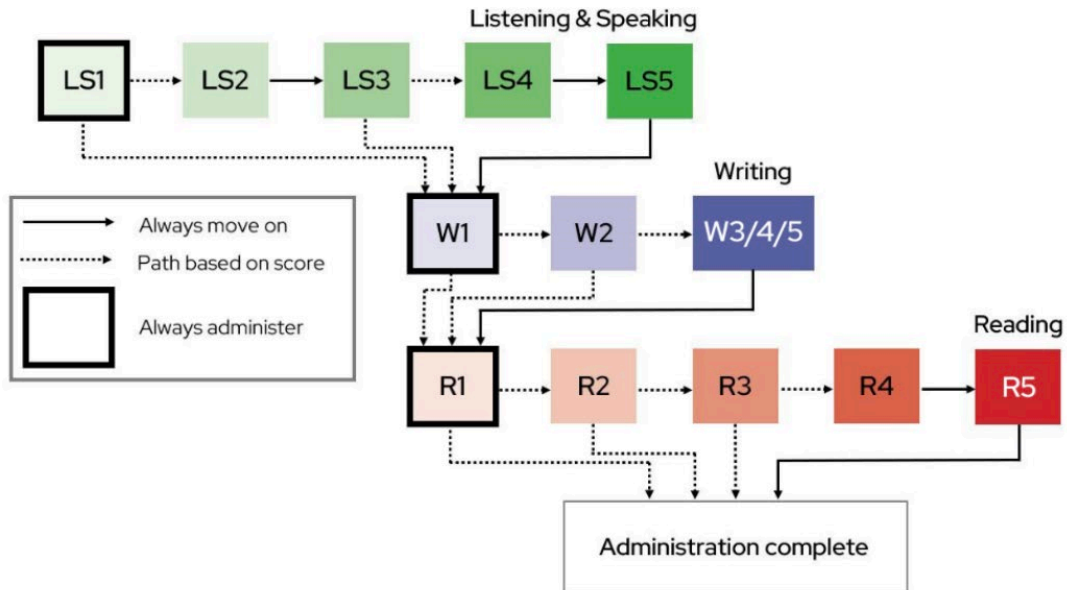 Listening & Speaking
LS1
LS2
LS3
LS4
LS5
Writing
W1
W2
W3/4/5
Always move on
Path based on score
Always administer
Reading
R1
R2
R3
R4
R5
Administration complete